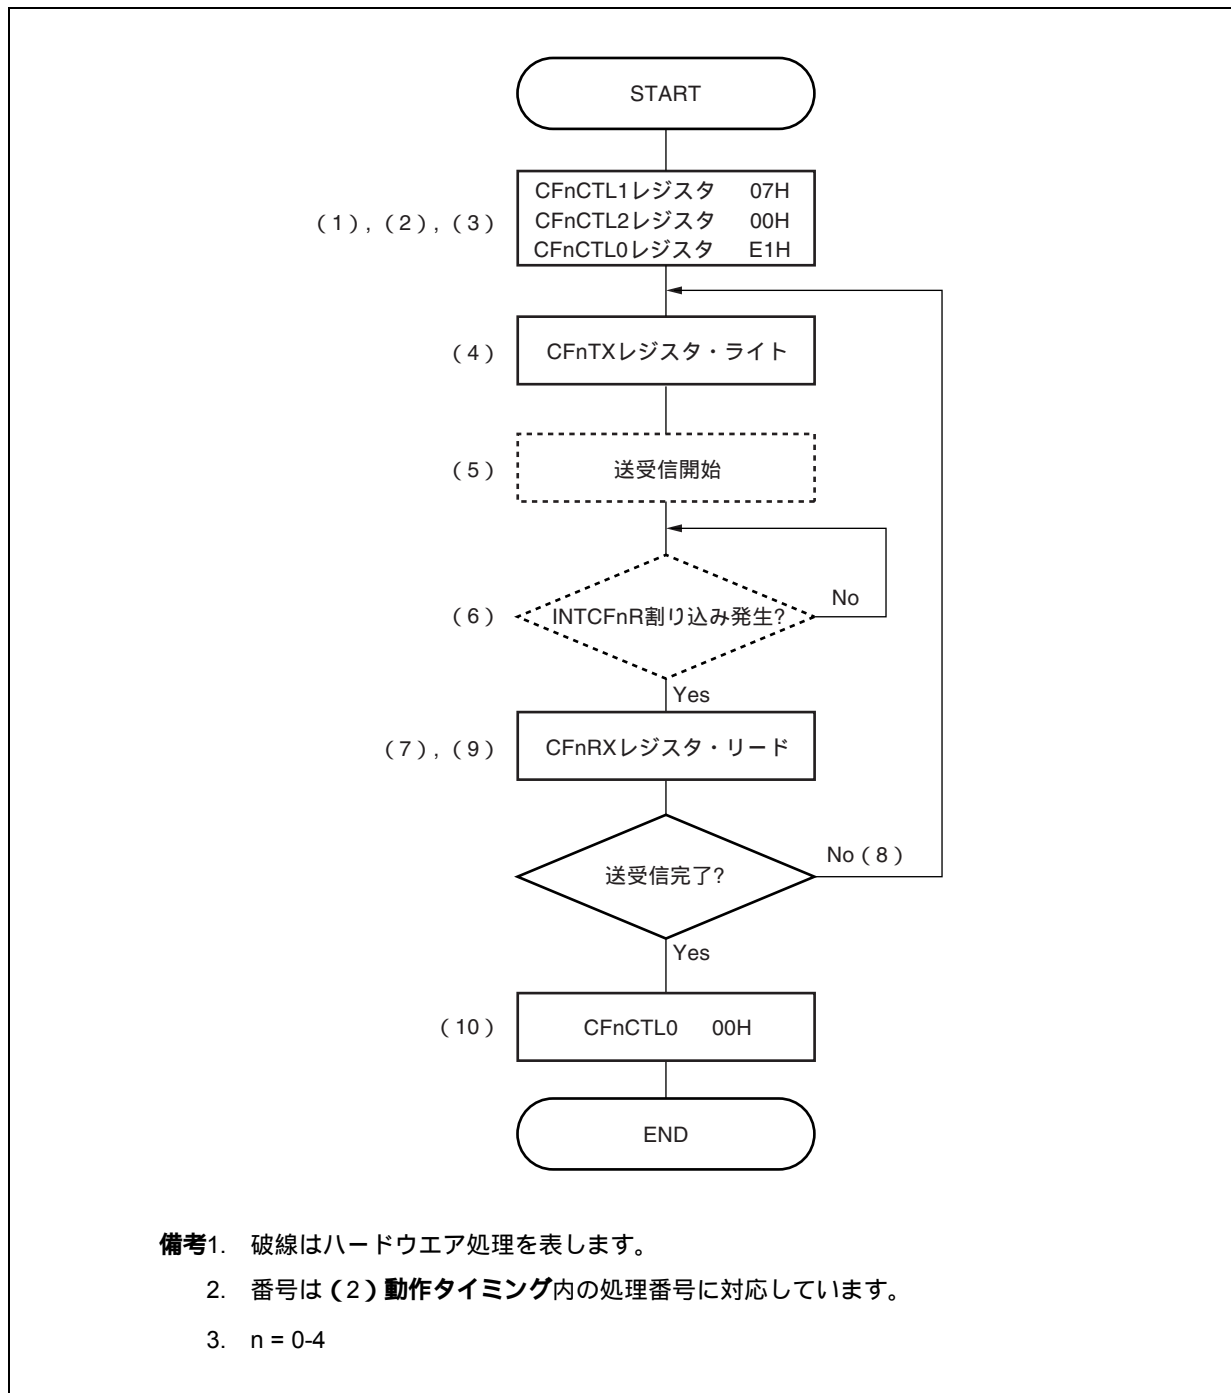 START
CFnCTL1レジスタ 07H
(1), (2), (3) CFnCTL2レジスタ 00H
CFnCTL0レジスタ E1H
(4) CFnTXレジスタ・ライト
(5) 送受信開始
(6) INTCFnR割り込み発生? No
Yes
(7), (9) CFnRXレジスタ・リード
送受信完了? No(8)
Yes
(10) CFnCTL0 00H
END
備考1. 破線はハードウエア処理を表します。
2. 番号は(2)動作タイミング内の処理番号に対応しています。
3. n = 0-4